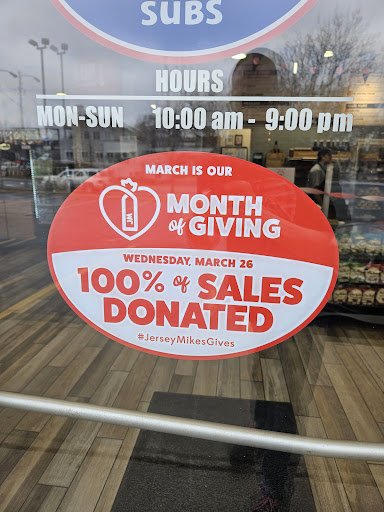 SUBS
HOURS
MON-SUN 10:00 am - 9:00 pm
MARCH IS OUR
MONTH
of GIVING
WEDNESDAY, MARCH 26
100% of SALES
DONATED
#JerseyMikesGives